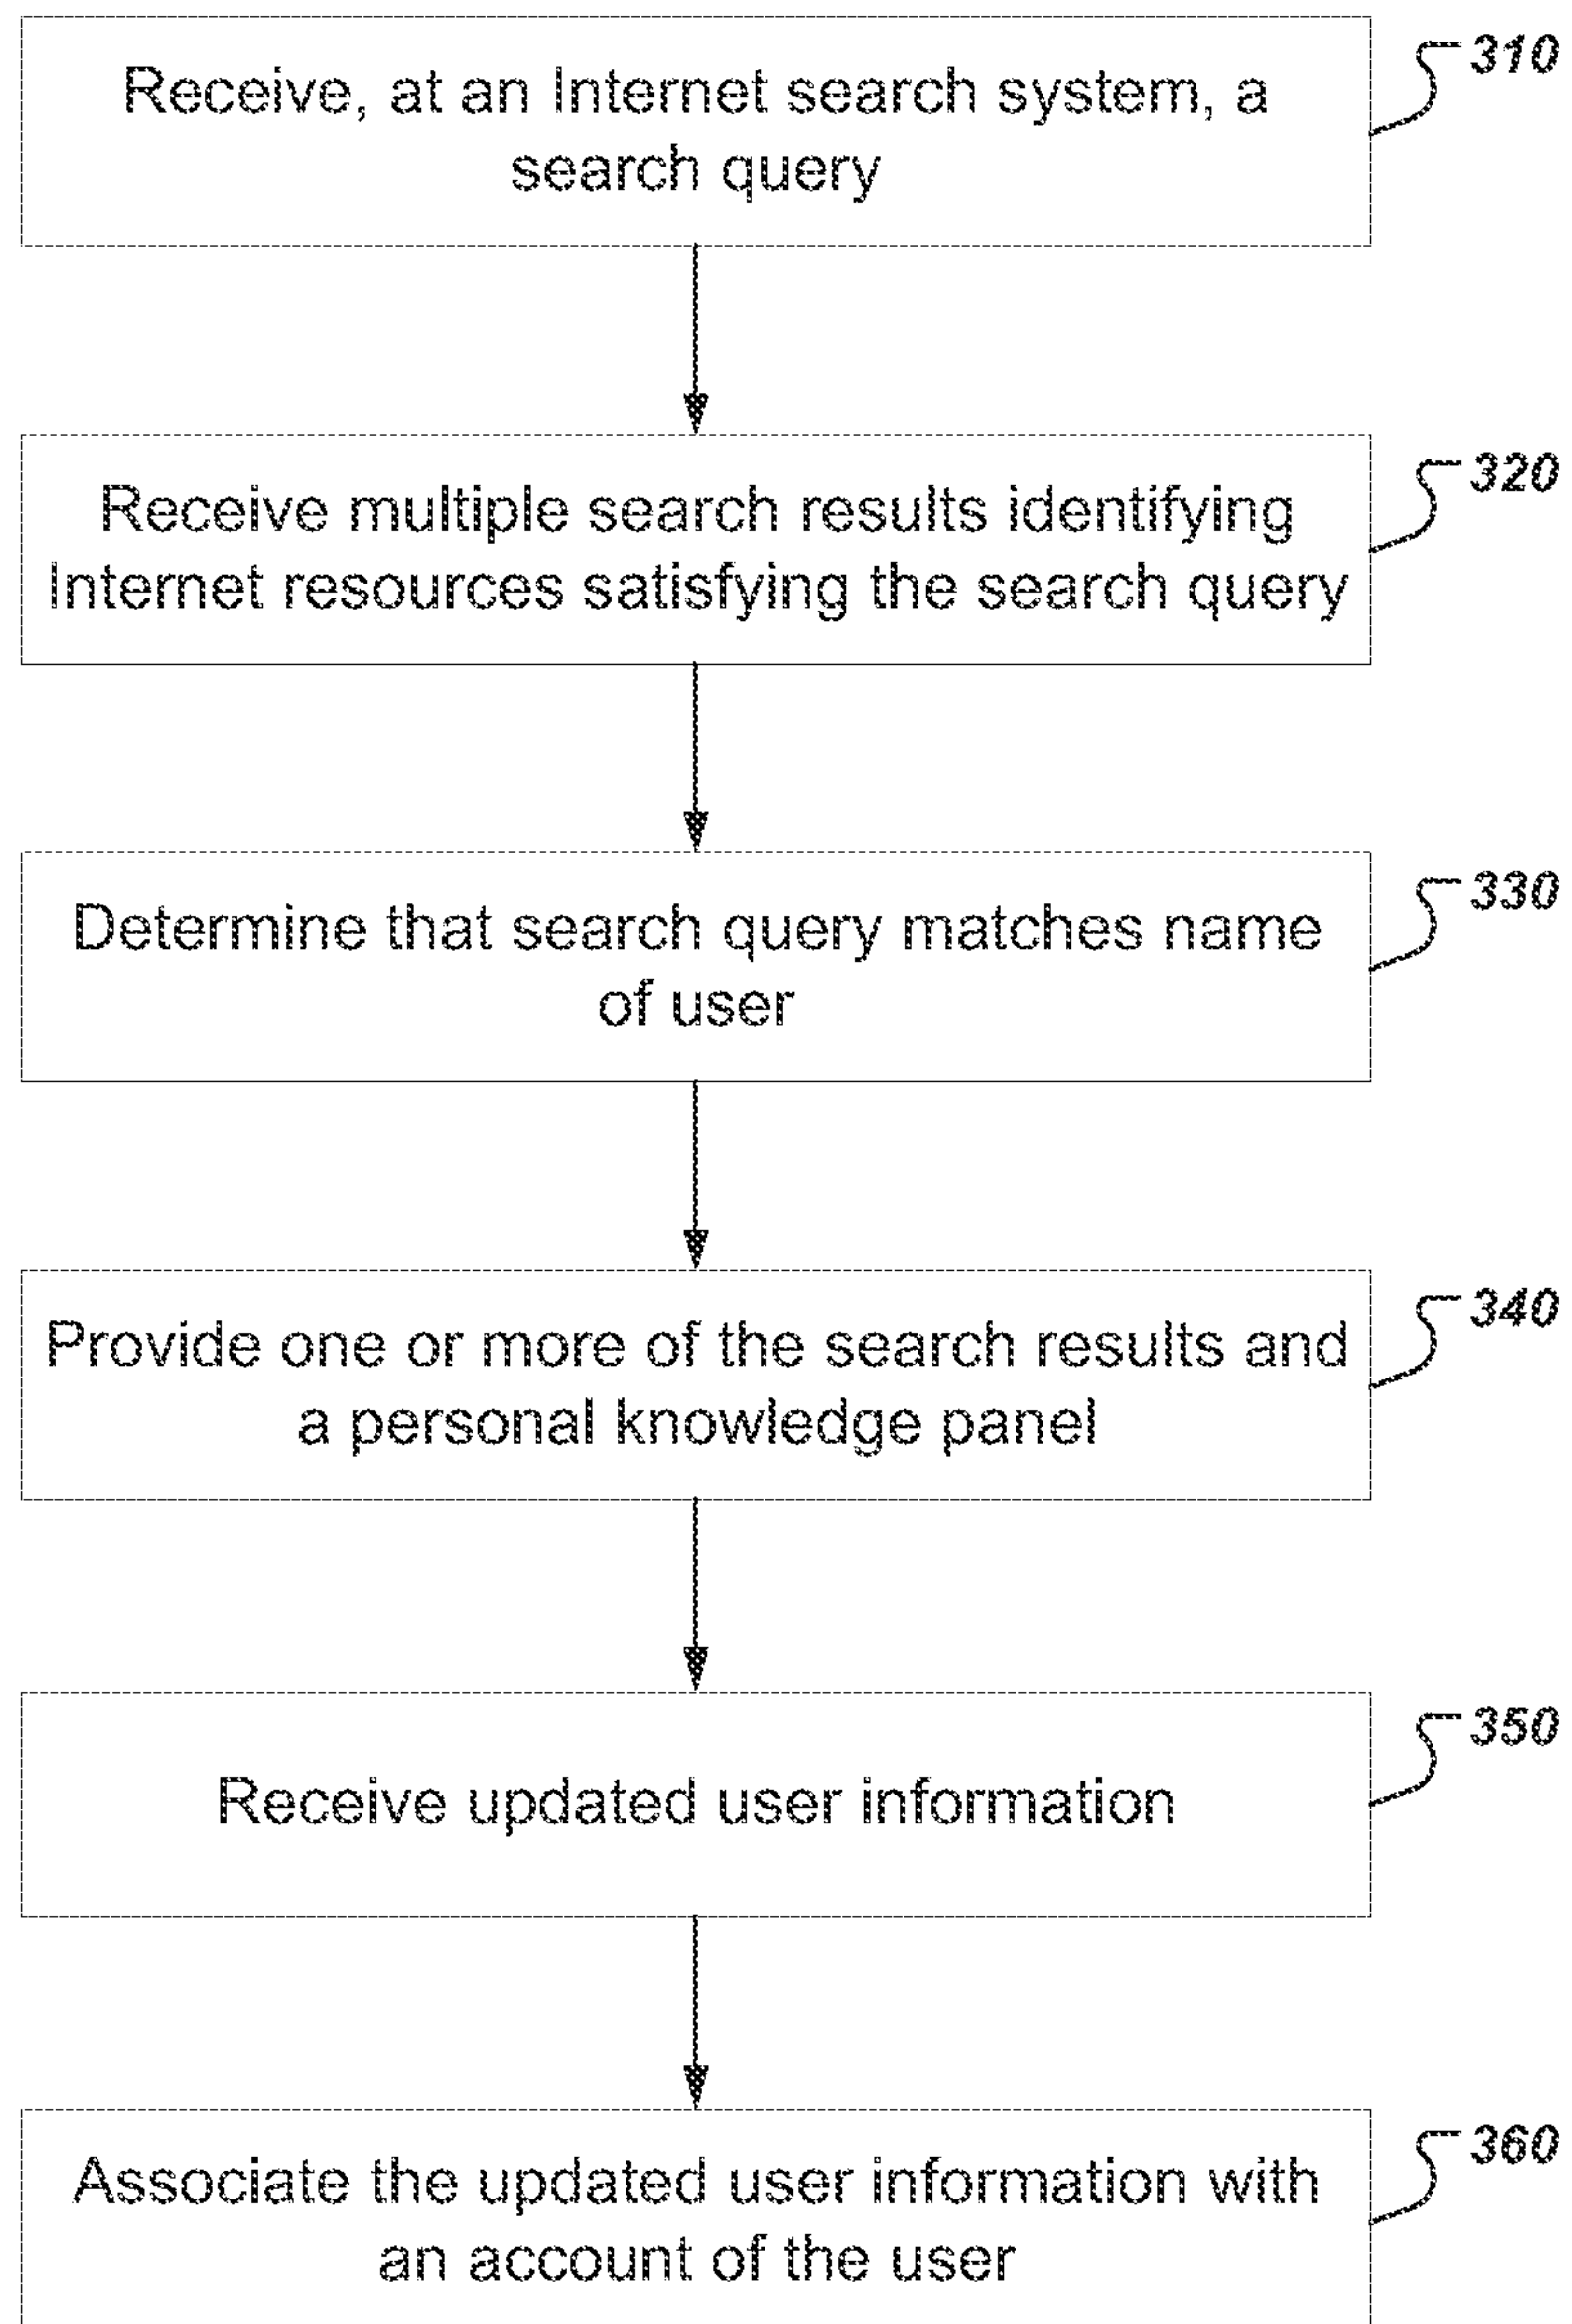 Receive, at an Internet search system, a
search query
310
Receive multiple search results identifying
Internet resources satisfying the search query
320
Determine that search query matches name
of user
330
Provide one or more of the search results and
a personal knowledge panel
340
Receive updated user information
350
Associate the updated user information with
an account of the user
360